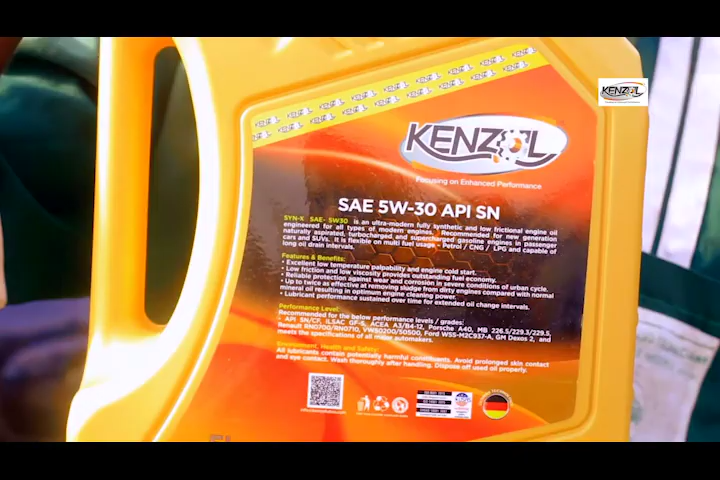 KENZOL
KENZOL
Focusing on Enhanced Performance
SAE 5W-30 API SN
SYN-X SAE- 5W30 is an ultra-modern fully synthetic and low frictional engine oil
engineered for all types of modern engines. Recommended for new generation
naturally aspirated, turbocharged and supercharged gasoline engines in passenger
cars and SUVs. It is flexible on multi fuel usage - Petrol / CNG / LPG and capable of
long oil drain intervals.
Features & Benefits:
• Excellent low temperature palpability and engine cold start.
• Low friction and low viscosity provides outstanding fuel economy.
• Reliable protection against wear and corrosion in severe conditions of urban cycle.
• Up to twice as effective at removing sludge from dirty engines compared with normal
mineral oil resulting in optimum engine cleaning power.
• Lubricant performance sustained over time for extended oil change intervals.
Performance Level:
Recommended for the below performance levels / grades:
• API SN/CF, ILSAC GF-5, ACEA A3/B4-12, Porsche A40, MB 226.5/229.3/229.5,
Renault RN0700/RN0710, VW50200/50500, Ford WSS-M2C937-A, GM Dexos 2, and
meets the specifications of all major automakers.
Environment, Health and Safety:
All lubricants contain potentially harmful constituents. Avoid prolonged skin contact
and eye contact. Wash thoroughly after handling. Dispose off used oil properly.